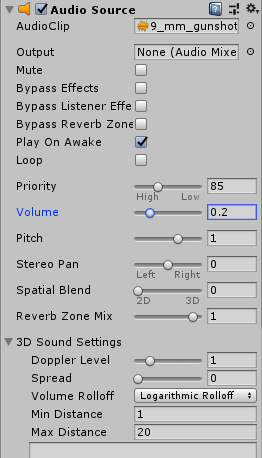 Audio Source
AudioClip 9_mm_gunshot
Output None (Audio Mixe
Mute
Bypass Effects
Bypass Listener Effe
Bypass Reverb Zone
Play On Awake
Loop
Priority 85
High Low
Volume 0.2
Pitch 1
Stereo Pan 0
Left Right
Spatial Blend 0
2D 3D
Reverb Zone Mix 1
3D Sound Settings
Doppler Level 1
Spread 0
Volume Rolloff Logarithmic Rolloff
Min Distance 1
Max Distance 20